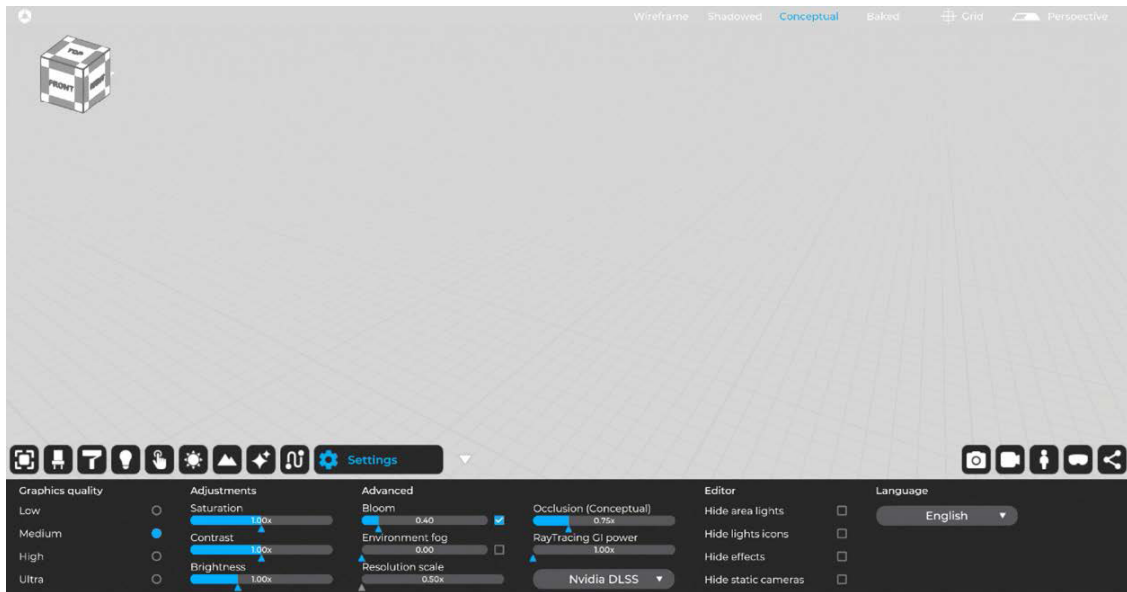 Wireframe Shadowed Conceptual Baked Grid Perspective
TOP
FRONT
RIGHT
Settings
Graphics quality
Low
Medium
High
Ultra
Adjustments
Saturation
1.00x
Contrast
1.00x
Brightness
1.00x
Advanced
Bloom
0.40
Environment fog
0.00
Resolution scale
0.50x
Occlusion (Conceptual)
0.75x
RayTracing GI power
1.00x
Nvidia DLSS
Editor
Hide area lights
Hide lights icons
Hide effects
Hide static cameras
Language
English